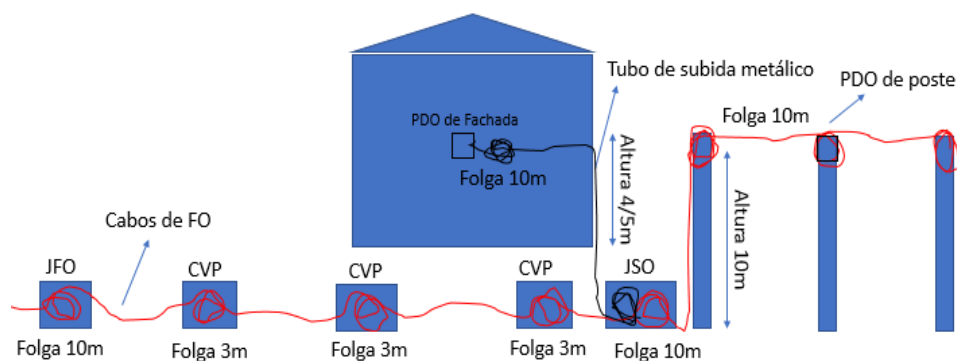 Tubo de subida metálico
PDO de poste
Folga 10m
PDO de Fachada
Folga 10m
Altura 4/5m
Altura 10m
Cabos de FO
JFO
CVP
CVP
CVP
JSO
Folga 10m
Folga 3m
Folga 3m
Folga 3m
Folga 10m